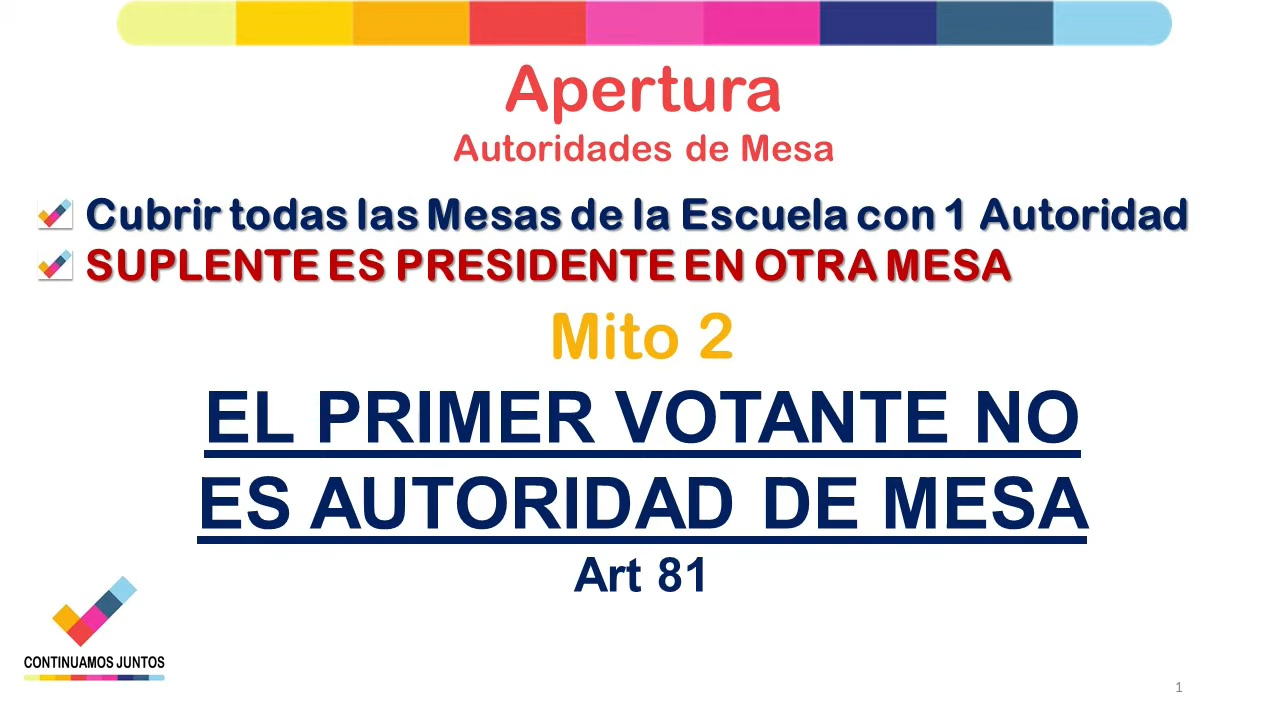 Apertura
Autoridades de Mesa
Cubrir todas las Mesas de la Escuela con 1 Autoridad
SUPLENTE ES PRESIDENTE EN OTRA MESA
Mito 2
EL PRIMER VOTANTE NO
ES AUTORIDAD DE MESA
Art 81
CONTINUAMOS JUNTOS
1